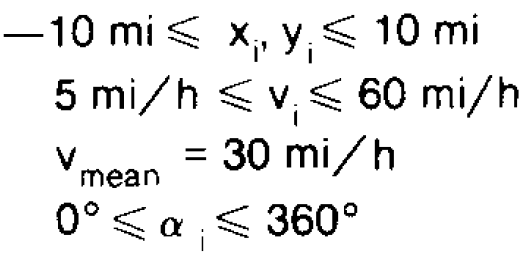 —10 mi ⩽ x_i, y_i ⩽ 10 mi
5 mi/h ⩽ v_i ⩽ 60 mi/h
v_mean = 30 mi/h
0° ⩽ α_i ⩽ 360°